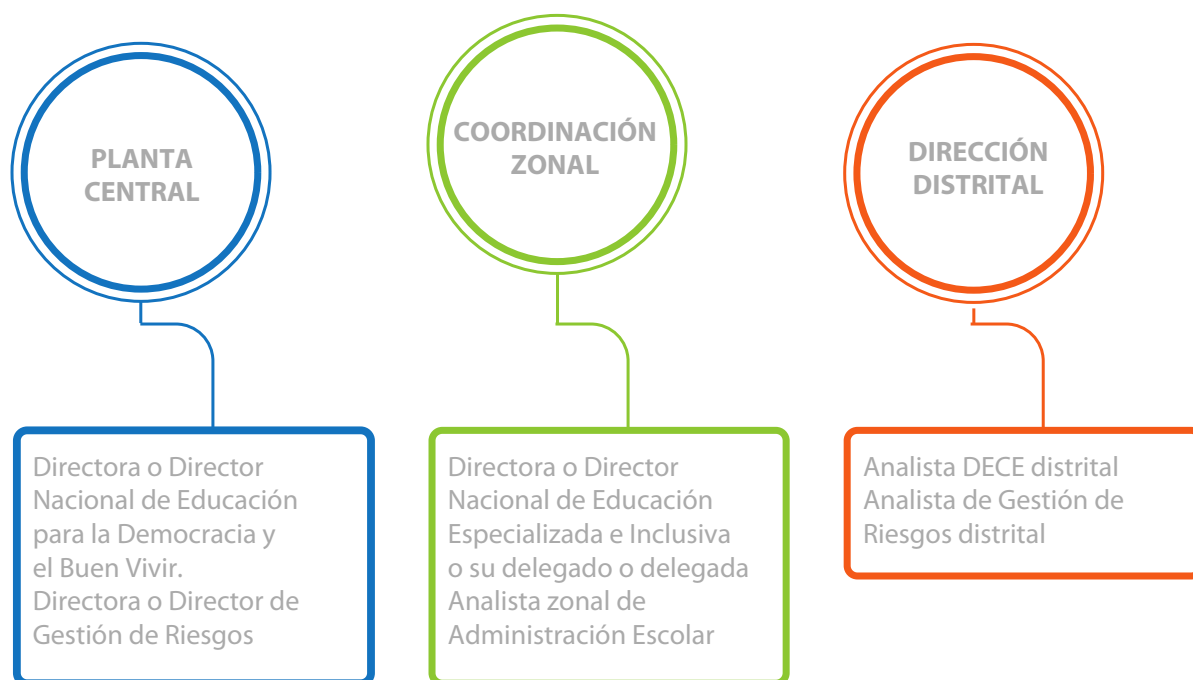 PLANTA
CENTRAL
Directora o Director
Nacional de Educación
para la Democracia y
el Buen Vivir.
Directora o Director de
Gestión de Riesgos
COORDINACIÓN
ZONAL
Directora o Director
Nacional de Educación
Especializada e Inclusiva
o su delegado o delegada
Analista zonal de
Administración Escolar
DIRECCIÓN
DISTRITAL
Analista DECE distrital
Analista de Gestión de
Riesgos distrital